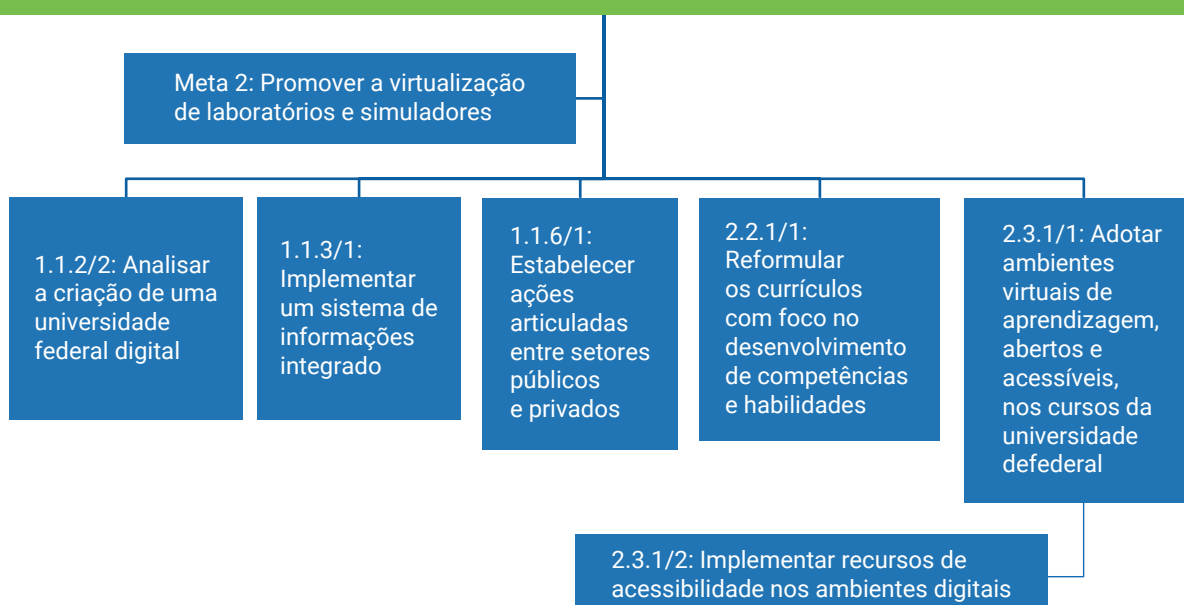 Meta 2: Promover a virtualização
de laboratórios e simuladores
1.1.2/2: Analisar
a criação de uma
universidade
federal digital
1.1.3/1:
Implementar
um sistema de
informações
integrado
1.1.6/1:
Estabelecer
ações
articuladas
entre setores
públicos
e privados
2.2.1/1:
Reformular
os currículos
com foco no
desenvolvimento
de competências
e habilidades
2.3.1/1: Adotar
ambientes
virtuais de
aprendizagem,
abertos e
acessíveis,
nos cursos da
universidade
defederal
2.3.1/2: Implementar recursos de
acessibilidade nos ambientes digitais